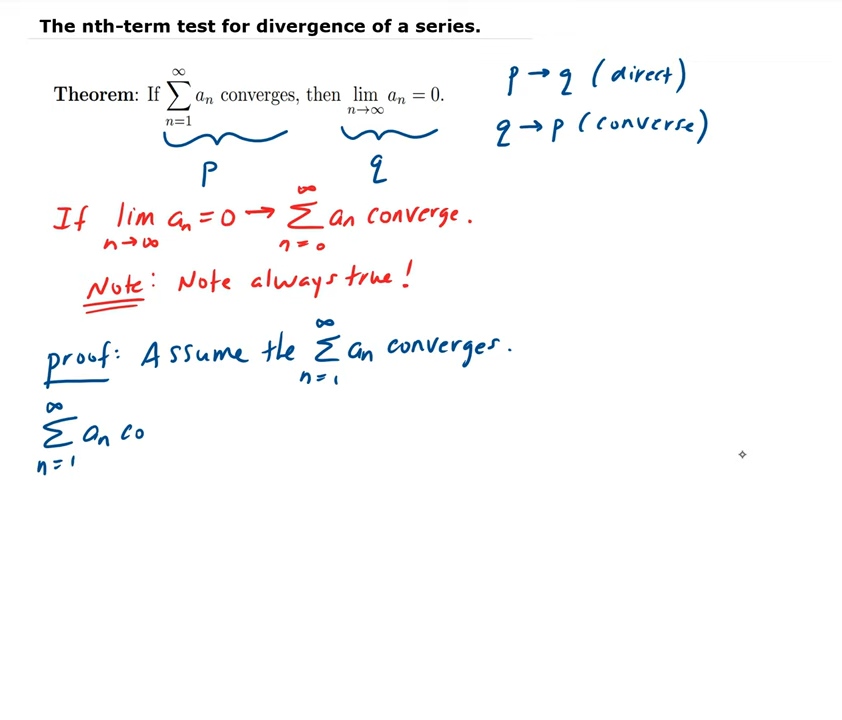 The nth-term test for divergence of a series.
Theorem: If ∑_{n=1}^{∞} a_n converges, then lim_{n→∞} a_n = 0.
p → q (direct)
q → p (converse)
p
q
If lim_{n→∞} a_n = 0 → ∑_{n=0}^{∞} a_n converge.
Note: Note always true!
proof: Assume the ∑_{n=1}^{∞} a_n converges.
∑_{n=1}^{∞} a_n co